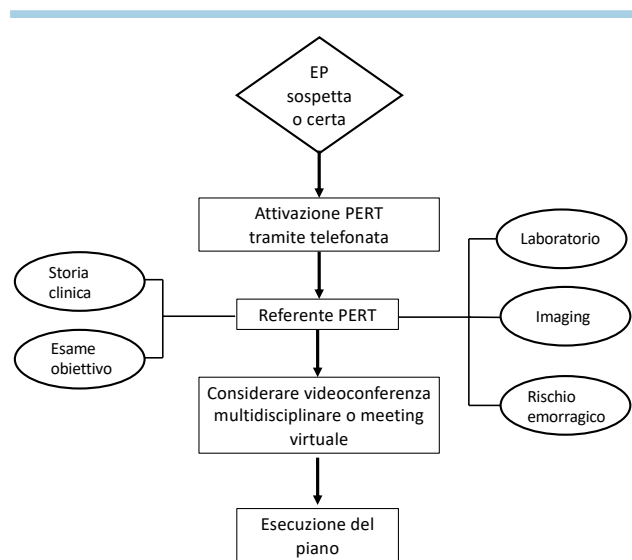 EP
sospetta
o certa
Attivazione PERT
tramite telefonata
Storia
clinica
Esame
obiettivo
Referente PERT
Laboratorio
Imaging
Rischio
emorragico
Considerare videoconferenza
multidisciplinare o meeting
virtuale
Esecuzione del
piano